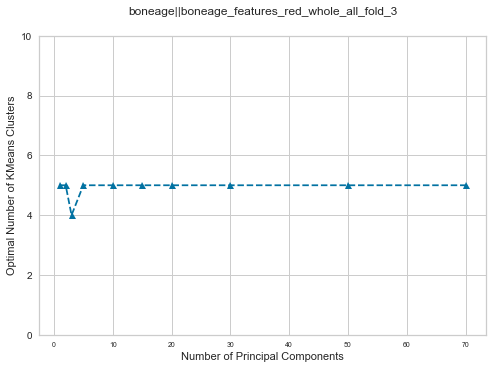 boneage||boneage_features_red_whole_all_fold_3
10
8
6
4
2
0
Optimal Number of KMeans Clusters
0 10 20 30 40 50 60 70
Number of Principal Components